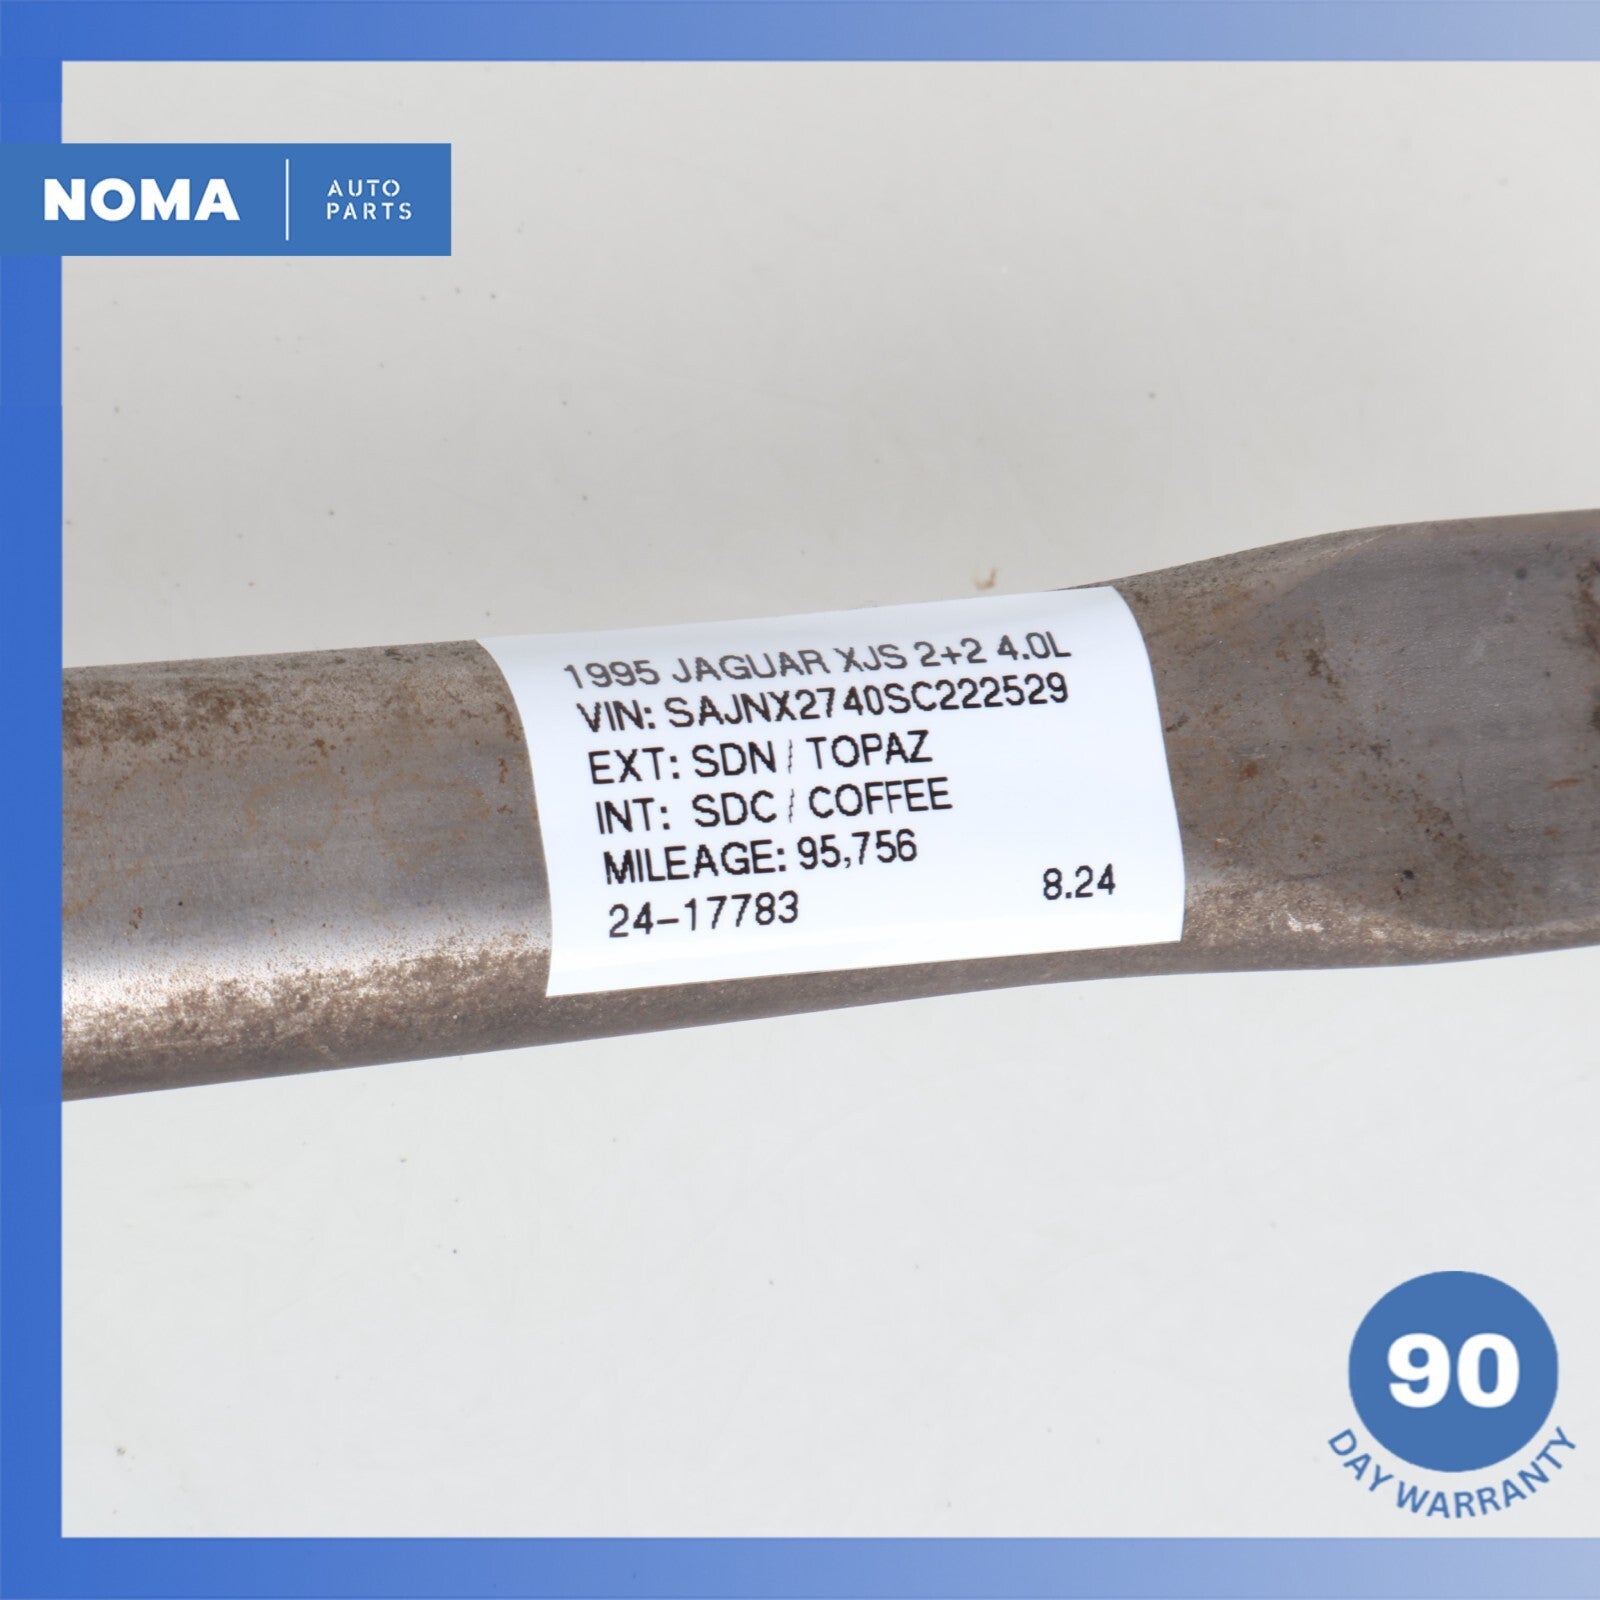 NOMA
AUTO
PARTS
1995 JAGUAR XJS 2+2 4.0L
VIN: SAJNX2740SC222529
EXT: SDN / TOPAZ
INT: SDC / COFFEE
MILEAGE: 95,756
24-17783 8.24
90
DAY WARRANTY